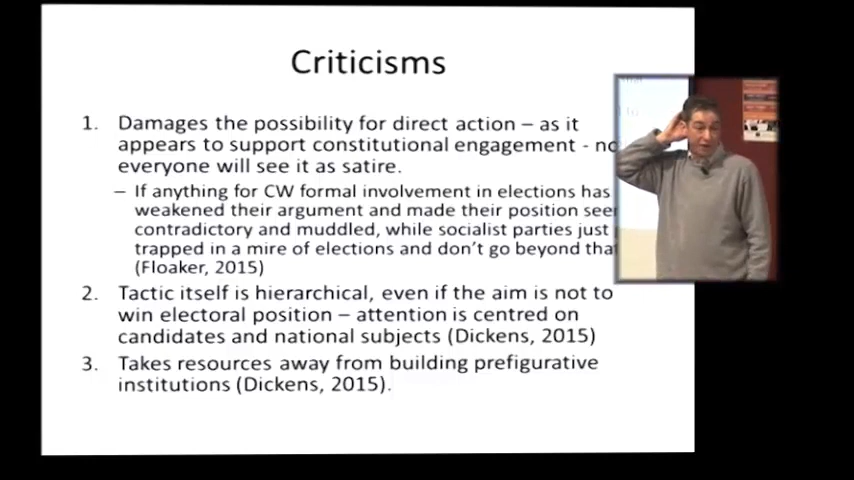 Criticisms
1. Damages the possibility for direct action – as it
appears to support constitutional engagement - no
everyone will see it as satire.
– If anything for CW formal involvement in elections has
weakened their argument and made their position see
contradictory and muddled, while socialist parties just
trapped in a mire of elections and don't go beyond tha
(Floaker, 2015)
2. Tactic itself is hierarchical, even if the aim is not to
win electoral position – attention is centred on
candidates and national subjects (Dickens, 2015)
3. Takes resources away from building prefigurative
institutions (Dickens, 2015).